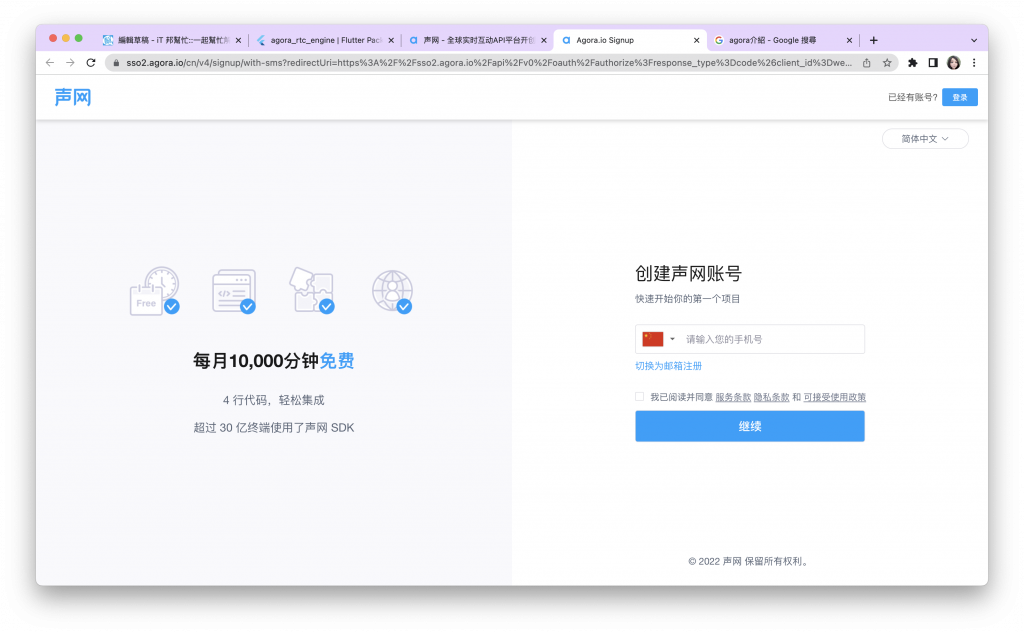 編輯草稿 - iT 邦幫忙::一起幫忙
agora_rtc_engine | Flutter Pac
声网 - 全球实时互动API平台开创
Agora.io Signup
agora介紹 - Google 搜尋
sso2.agora.io/cn/v4/signup/with-sms?redirectUri=https%3A%2F%2Fsso2.agora.io%2Fapi%2Fv0%2Foauth%2Fauthorize%3Fresponse_type%3Dcode%26client_id%3Dwe...
声网
已经有账号?
登录
简体中文
Free
每月10,000分钟免费
4 行代码，轻松集成
超过 30 亿终端使用了声网 SDK
创建声网账号
快速开始你的第一个项目
请输入您的手机号
切换为邮箱注册
我已阅读并同意 服务条款 隐私条款 和 可接受使用政策
继续
© 2022 声网 保留所有权利。